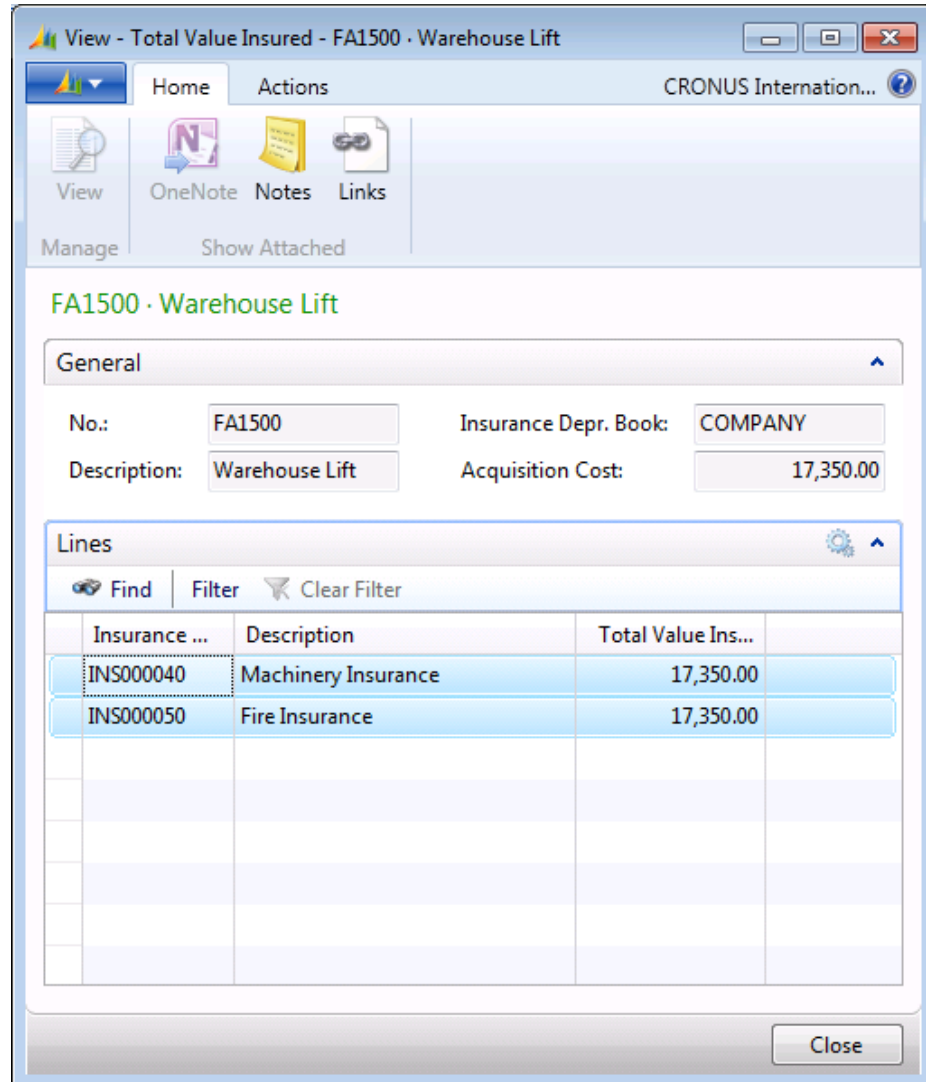 View - Total Value Insured - FA1500 · Warehouse Lift
Home Actions CRONUS Internation...
View OneNote Notes Links
Manage Show Attached
FA1500 · Warehouse Lift
General
No.: FA1500 Insurance Depr. Book: COMPANY
Description: Warehouse Lift Acquisition Cost: 17,350.00
Lines
Find Filter Clear Filter
Insurance ... Description Total Value Ins...
INS000040 Machinery Insurance 17,350.00
INS000050 Fire Insurance 17,350.00
Close